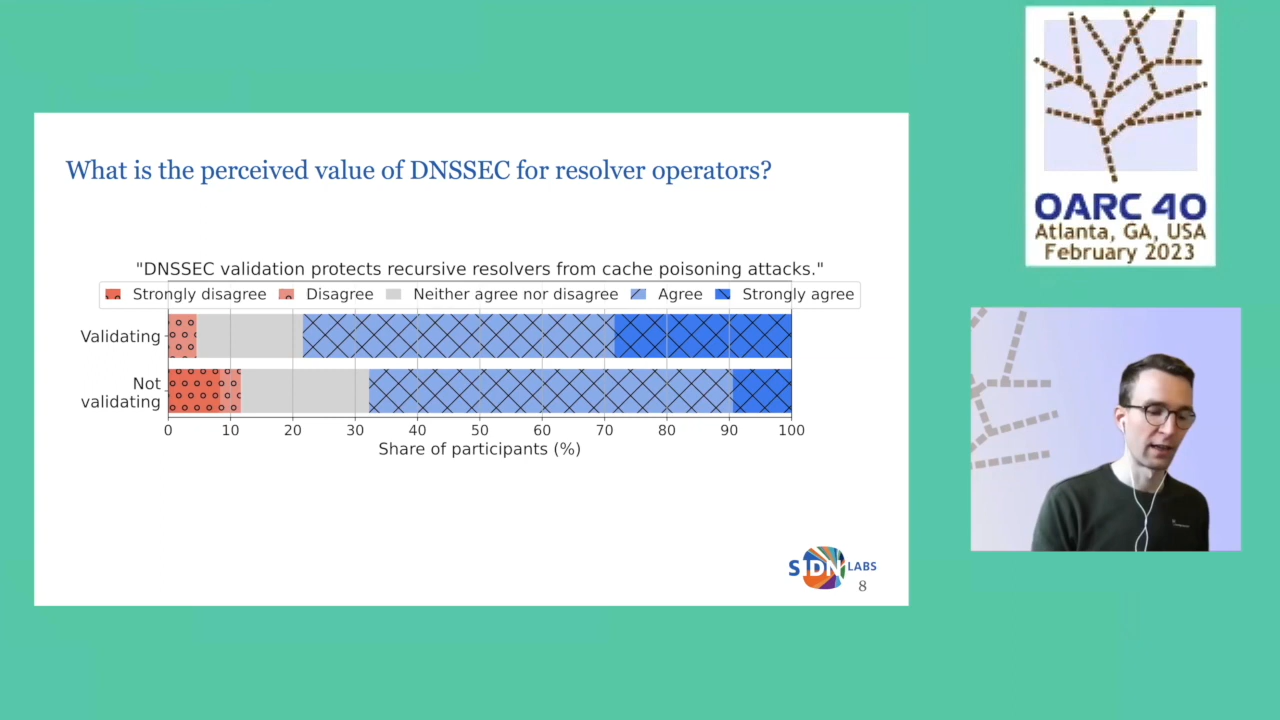 What is the perceived value of DNSSEC for resolver operators?
"DNSSEC validation protects recursive resolvers from cache poisoning attacks."
Strongly disagree Disagree Neither agree nor disagree Agree Strongly agree
Validating
Not
validating
0 10 20 30 40 50 60 70 80 90 100
Share of participants (%)
SIDN LABS
8
OARC 40
Atlanta, GA, USA
February 2023